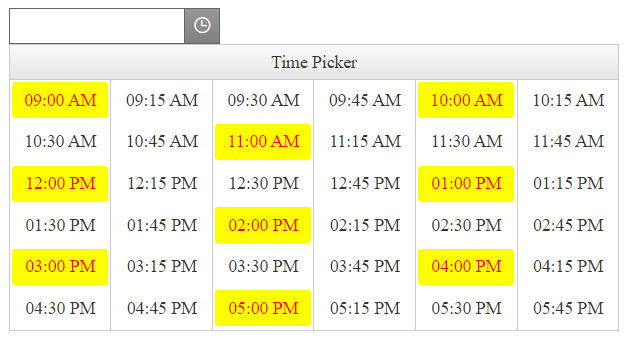 Time Picker
09:00 AM 09:15 AM 09:30 AM 09:45 AM 10:00 AM 10:15 AM
10:30 AM 10:45 AM 11:00 AM 11:15 AM 11:30 AM 11:45 AM
12:00 PM 12:15 PM 12:30 PM 12:45 PM 01:00 PM 01:15 PM
01:30 PM 01:45 PM 02:00 PM 02:15 PM 02:30 PM 02:45 PM
03:00 PM 03:15 PM 03:30 PM 03:45 PM 04:00 PM 04:15 PM
04:30 PM 04:45 PM 05:00 PM 05:15 PM 05:30 PM 05:45 PM